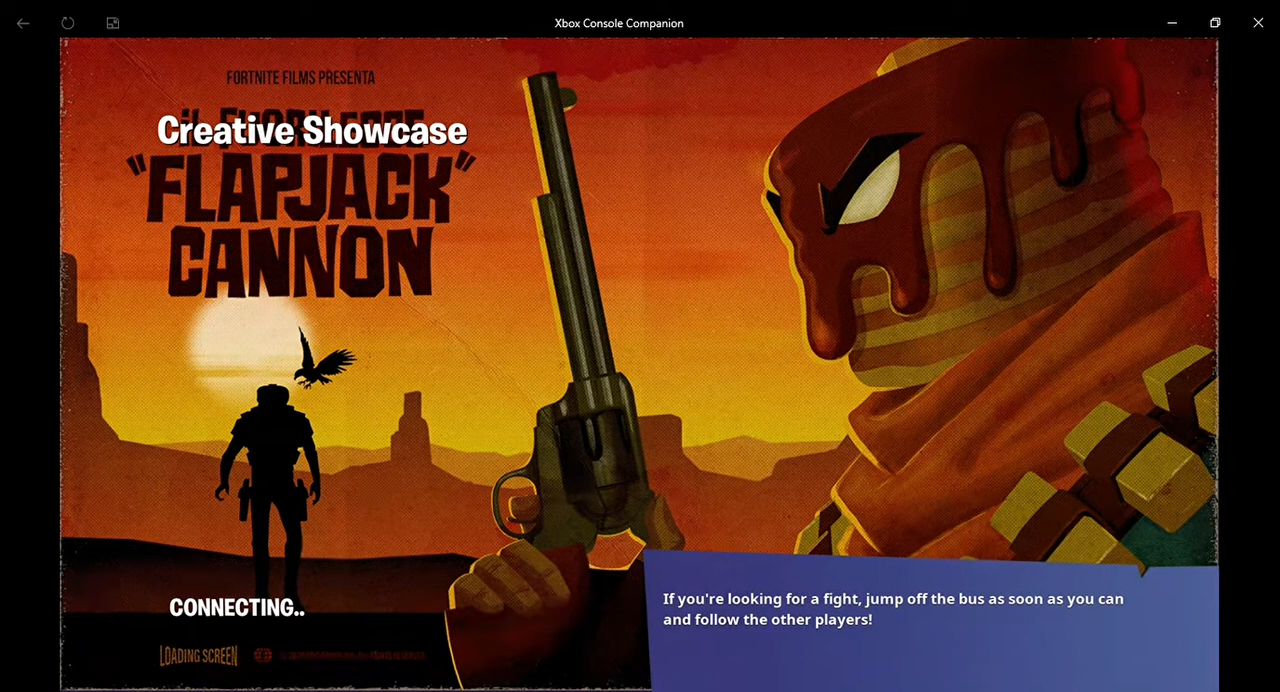 Xbox Console Companion
FORTNITE FILMS PRESENTA
Creative Showcase
"FLAPJACK"
CANNON
CONNECTING..
LOADING SCREEN
If you're looking for a fight, jump off the bus as soon as you can
and follow the other players!